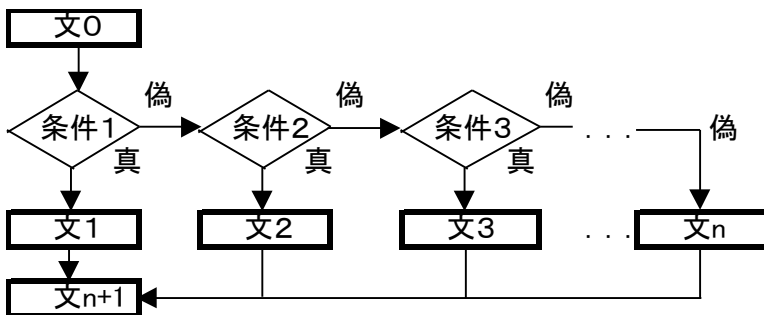 文0
偽 偽 偽
条件1 条件2 条件3 . . . 偽
真 真 真
文1 文2 文3 . . . 文n
文n+1